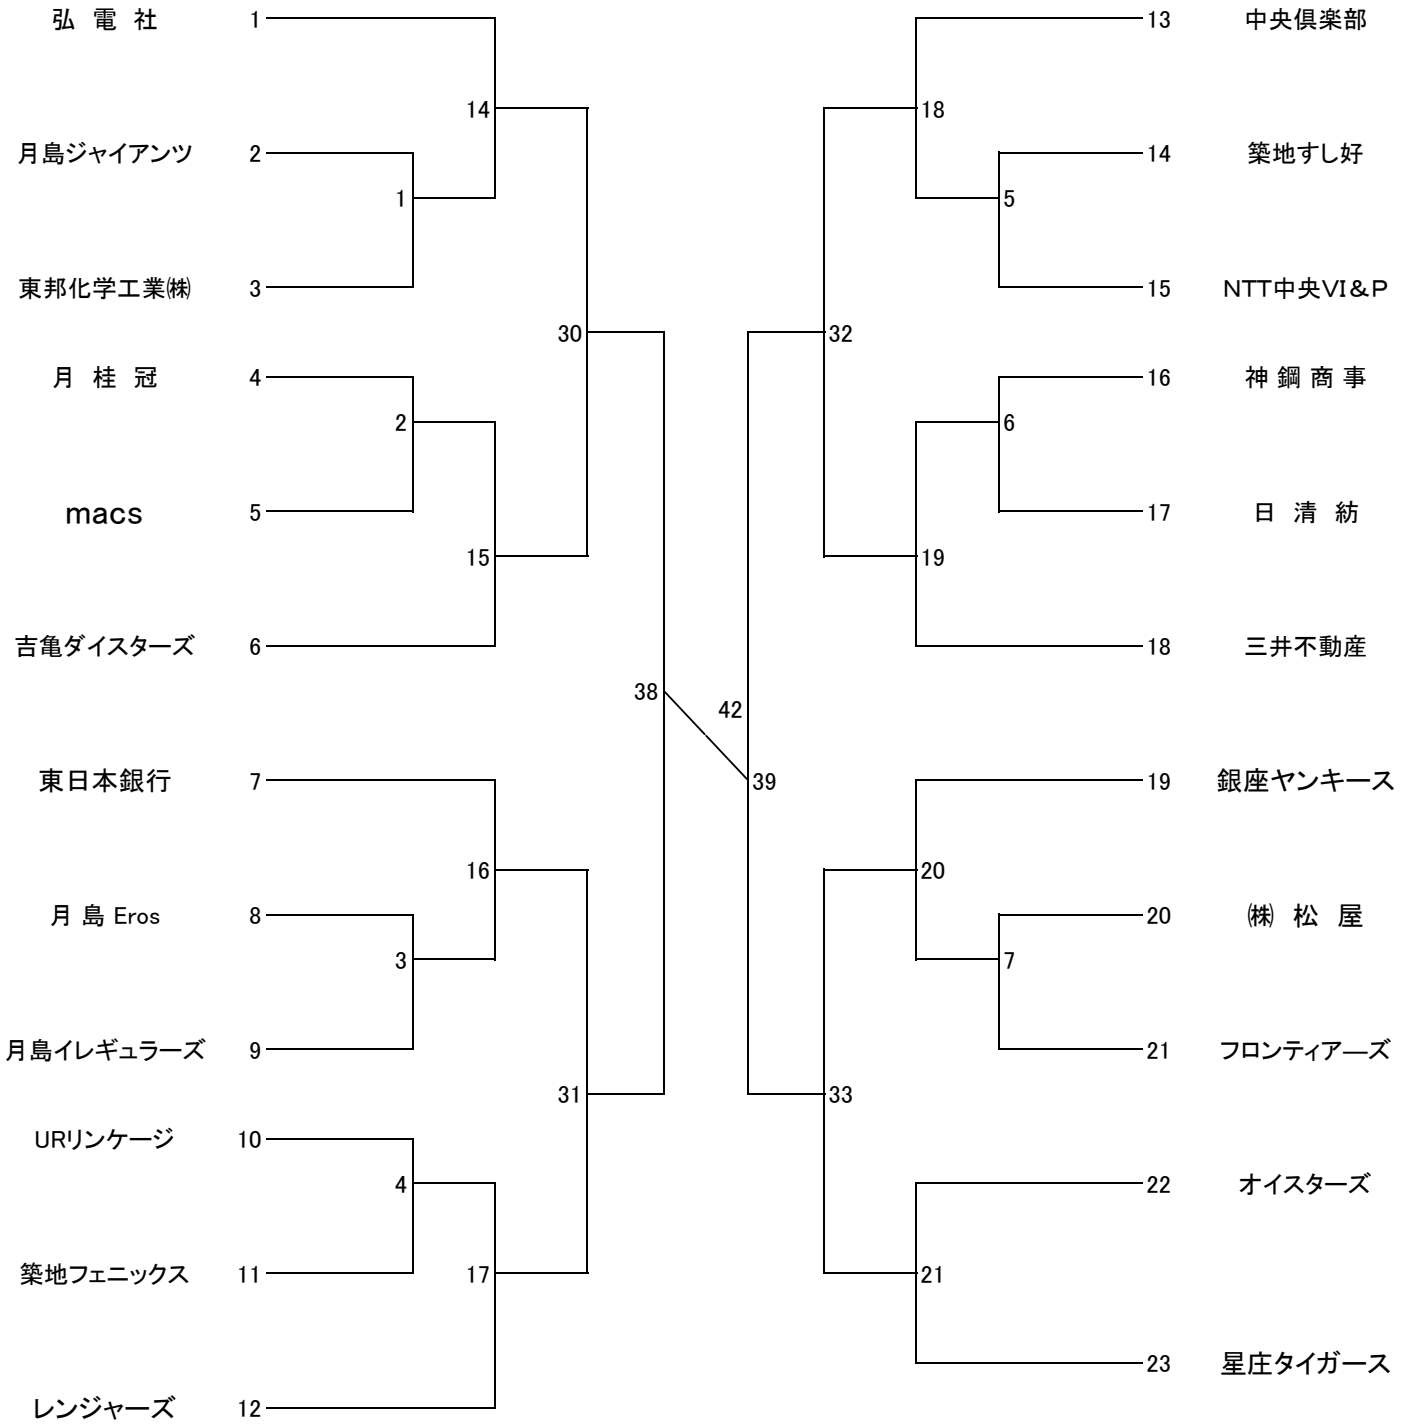 弘 電 社 1
14
月島ジャイアンツ 2
1
東邦化学工業㈱ 3
30
月 桂 冠 4
2
macs 5
15
吉亀ダイスターズ 6
38
東日本銀行 7
16
月 島 Eros 8
3
月島イレギュラーズ 9
31
URリンケージ 10
4
築地フェニックス 11
17
レンジャーズ 12
42
39
13 中央倶楽部
18
14 築地すし好
5
15 NTT中央VI&P
32
16 神 鋼 商 事
6
17 日 清 紡
19
18 三井不動産
19 銀座ヤンキース
20
20 ㈱ 松 屋
7
21 フロンティア―ズ
33
22 オイスターズ
21
23 星庄タイガース